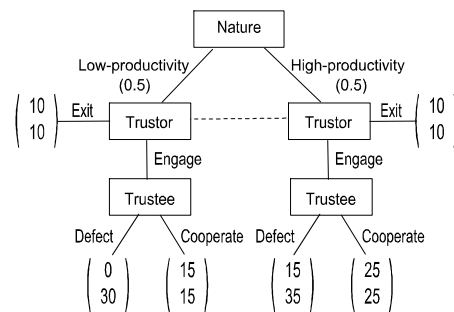 Nature
Low-productivity
(0.5)
High-productivity
(0.5)
10
10
Exit
Trustor
Trustor
Exit
10
10
Engage
Engage
Trustee
Trustee
Defect
Cooperate
Defect
Cooperate
0
30
15
15
15
35
25
25